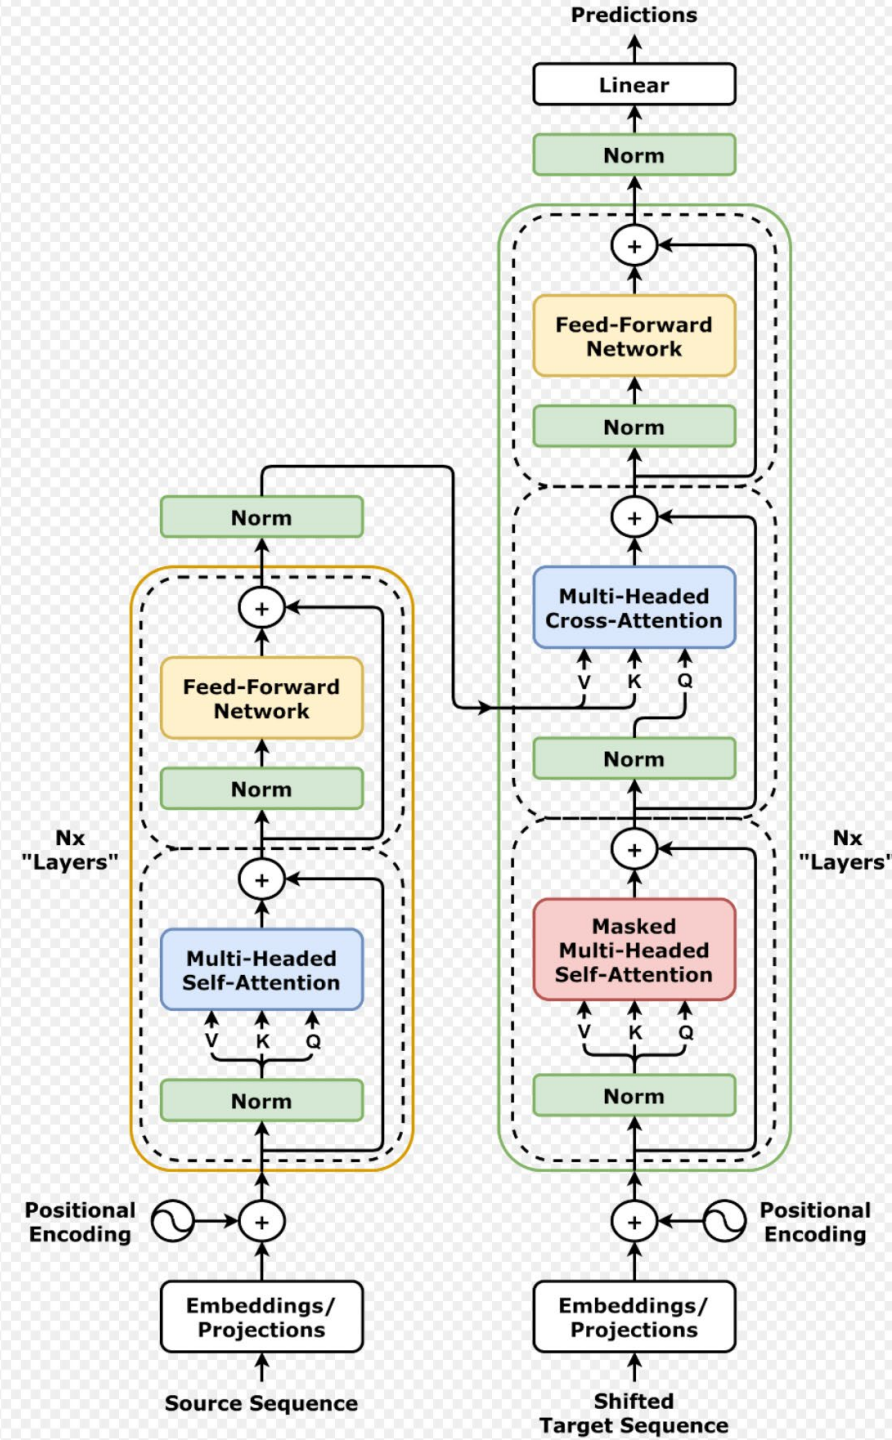 Predictions
Linear
Norm
Feed-Forward
Network
Norm
Multi-Headed
Cross-Attention
V K Q
Norm
Masked
Multi-Headed
Self-Attention
V K Q
Norm
Nx
"Layers"
Positional
Encoding
Embeddings/
Projections
Shifted
Target Sequence
Norm
Feed-Forward
Network
Norm
Nx
"Layers"
Multi-Headed
Self-Attention
V K Q
Norm
Positional
Encoding
Embeddings/
Projections
Source Sequence